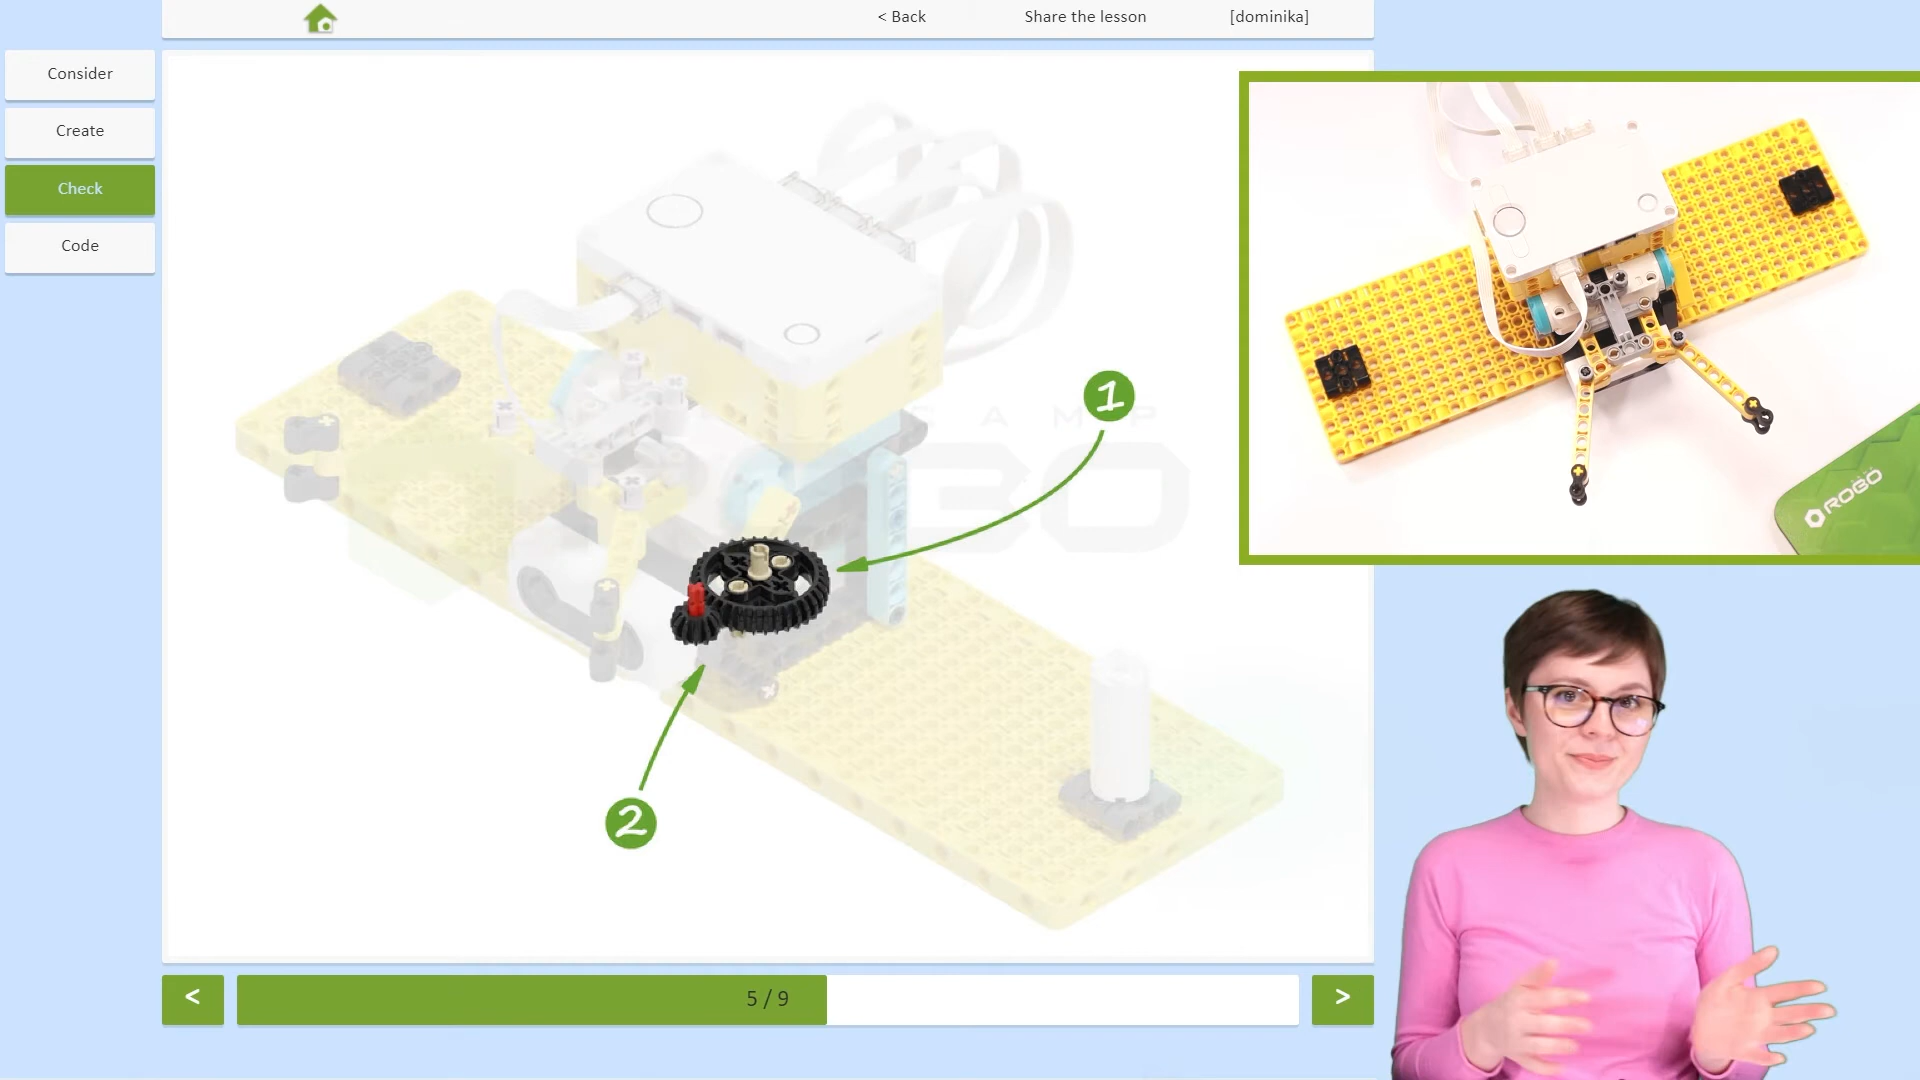 < Back
Share the lesson
[dominika]
Consider
Create
Check
Code
1
2
ROBO
<
5 / 9
>